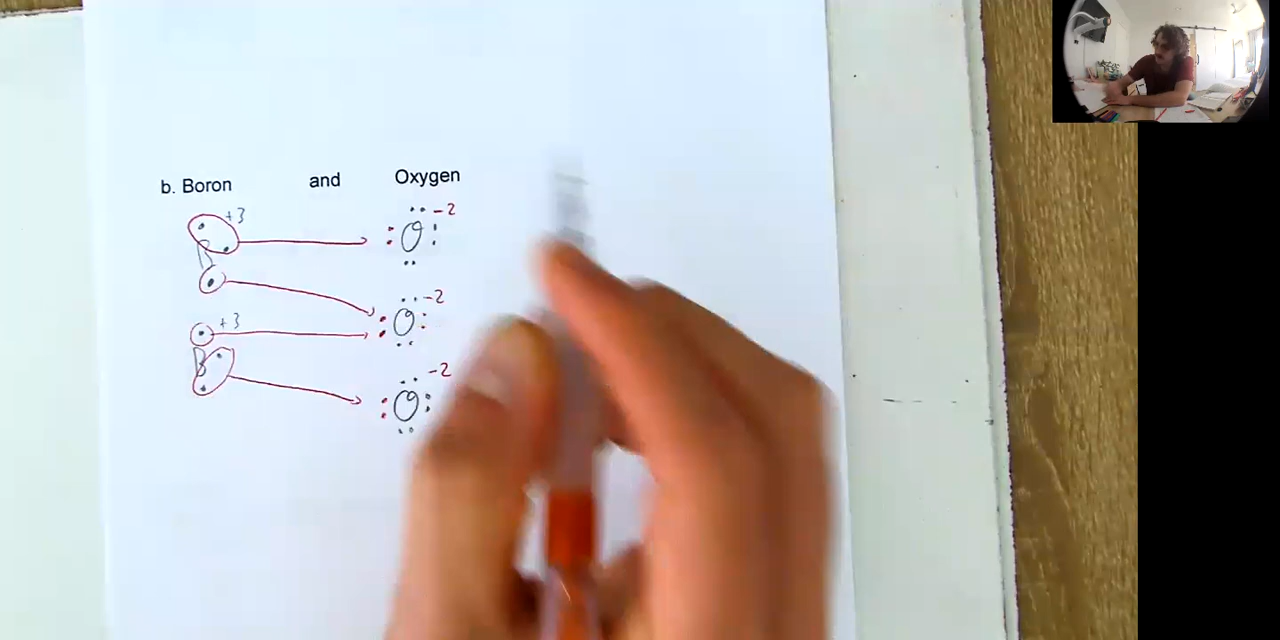 b. Boron and Oxygen
+3 -2
B O
-2
+3 O
B -2
O